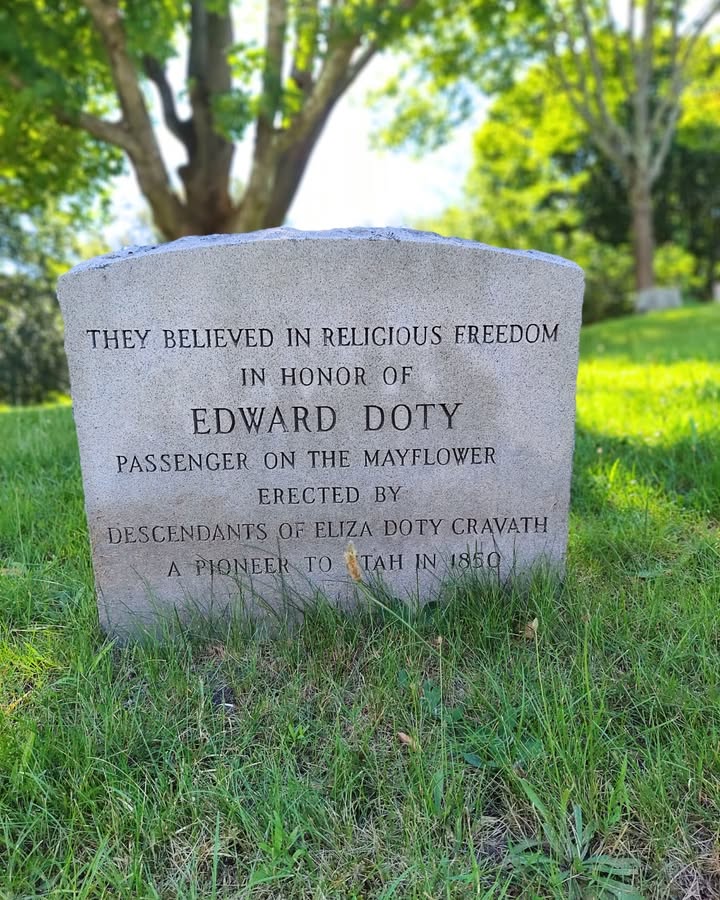 THEY BELIEVED IN RELIGIOUS FREEDOM
IN HONOR OF
EDWARD DOTY
PASSENGER ON THE MAYFLOWER
ERECTED BY
DESCENDANTS OF ELIZA DOTY CRAVATH
A PIONEER TO UTAH IN 1850